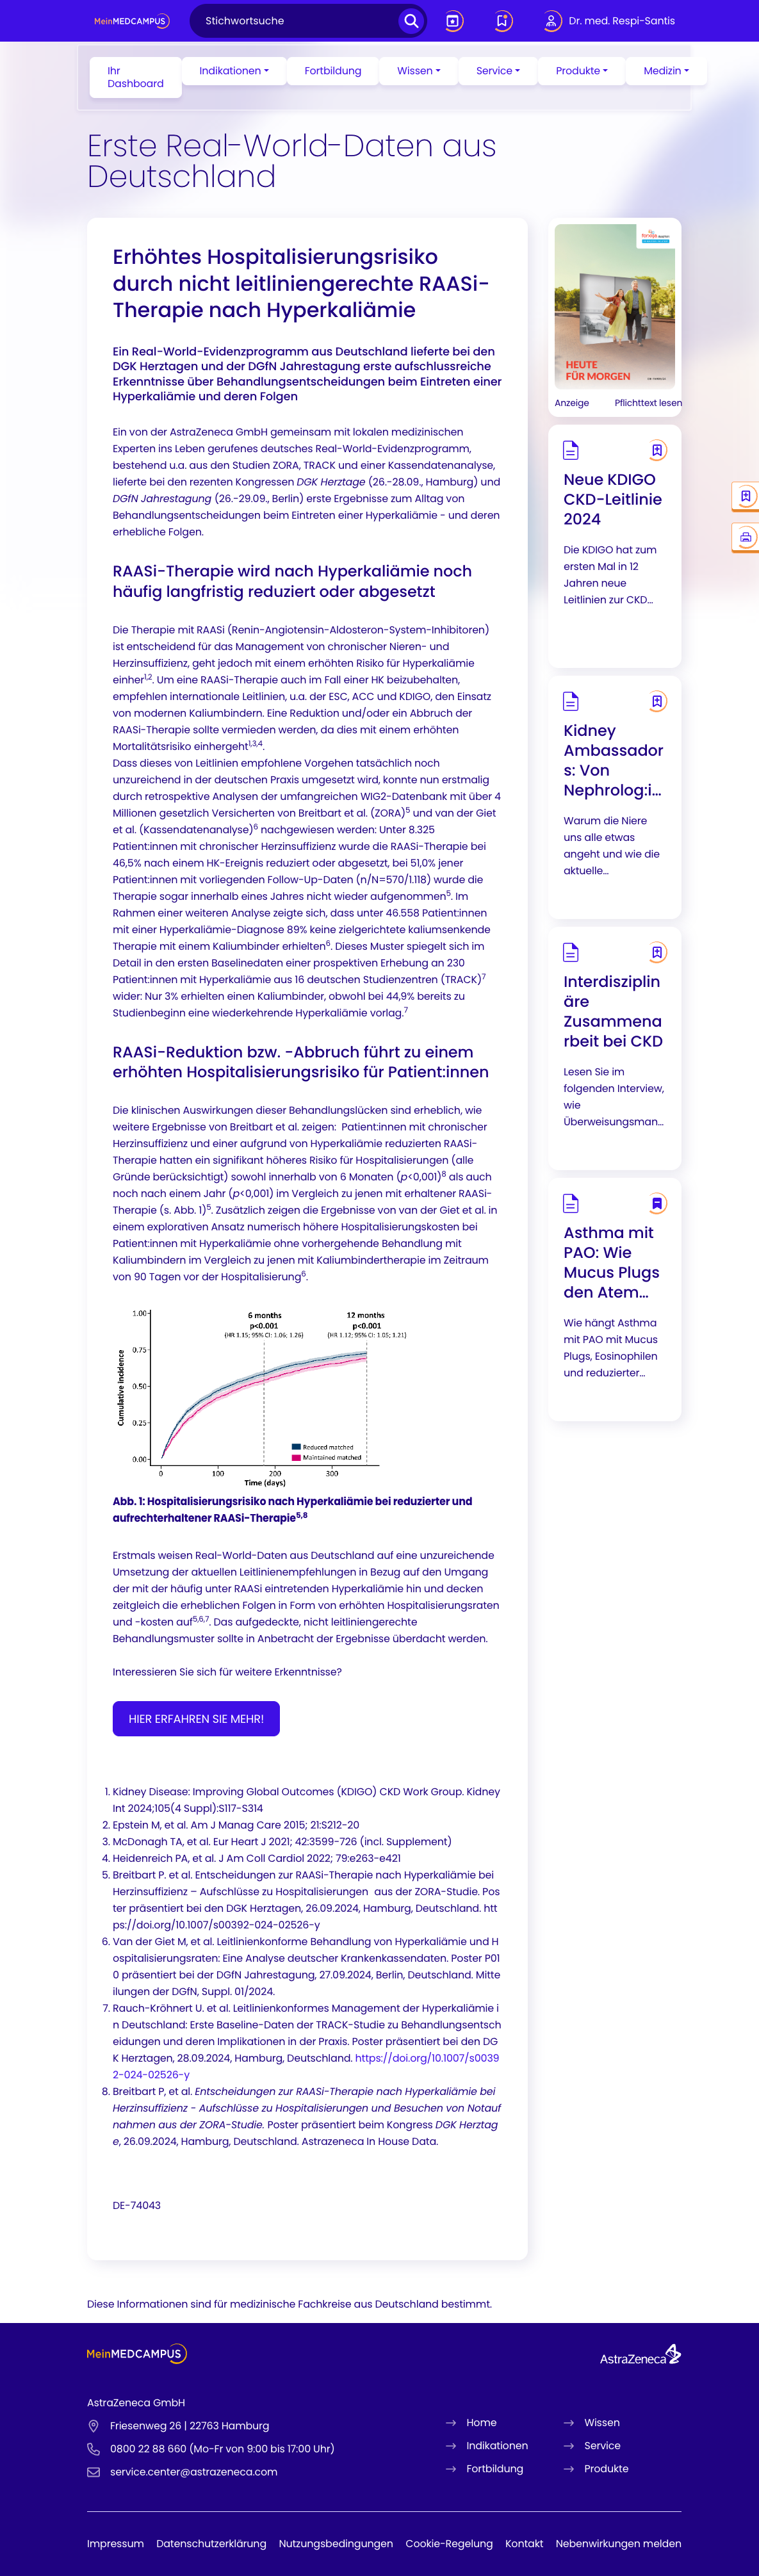 MeinMEDCAMPUS
Stichwortsuche
Dr. med. Respi-Santis
Ihr
Dashboard
Indikationen
Fortbildung
Wissen
Service
Produkte
Medizin
Erste Real-World-Daten aus
Deutschland
Erhöhtes Hospitalisierungsrisiko
durch nicht leitliniengerechte RAASi-
Therapie nach Hyperkaliämie
Ein Real-World-Evidenzprogramm aus Deutschland lieferte bei den
DGK Herztagen und der DGfN Jahrestagung erste aufschlussreiche
Erkenntnisse über Behandlungsentscheidungen beim Eintreten einer
Hyperkaliämie und deren Folgen
Ein von der AstraZeneca GmbH gemeinsam mit lokalen medizinischen
Experten ins Leben gerufenes deutsches Real-World-Evidenzprogramm,
bestehend u.a. aus den Studien ZORA, TRACK und einer Kassendatenanalyse,
lieferte bei den rezenten Kongressen DGK Herztage (26.-28.09., Hamburg) und
DGfN Jahrestagung (26.-29.09., Berlin) erste Ergebnisse zum Alltag von
Behandlungsentscheidungen beim Eintreten einer Hyperkaliämie - und deren
erhebliche Folgen.
RAASi-Therapie wird nach Hyperkaliämie noch
häufig langfristig reduziert oder abgesetzt
Die Therapie mit RAASi (Renin-Angiotensin-Aldosteron-System-Inhibitoren)
ist entscheidend für das Management von chronischer Nieren- und
Herzinsuffizienz, geht jedoch mit einem erhöhten Risiko für Hyperkaliämie
einher1,2. Um eine RAASi-Therapie auch im Fall einer HK beizubehalten,
empfehlen internationale Leitlinien, u.a. der ESC, ACC und KDIGO, den Einsatz
von modernen Kaliumbindern. Eine Reduktion und/oder ein Abbruch der
RAASi-Therapie sollte vermieden werden, da dies mit einem erhöhten
Mortalitätsrisiko einhergeht1,3,4.
Dass dieses von Leitlinien empfohlene Vorgehen tatsächlich noch
unzureichend in der deutschen Praxis umgesetzt wird, konnte nun erstmalig
durch retrospektive Analysen der umfangreichen WIG2-Datenbank mit über 4
Millionen gesetzlich Versicherten von Breitbart et al. (ZORA)5 und van der Giet
et al. (Kassendatenanalyse)6 nachgewiesen werden: Unter 8.325
Patient:innen mit chronischer Herzinsuffizienz wurde die RAASi-Therapie bei
46,5% nach einem HK-Ereignis reduziert oder abgesetzt, bei 51,0% jener
Patient:innen mit vorliegenden Follow-Up-Daten (n/N=570/1.118) wurde die
Therapie sogar innerhalb eines Jahres nicht wieder aufgenommen5. Im
Rahmen einer weiteren Analyse zeigte sich, dass unter 46.558 Patient:innen
mit einer Hyperkaliämie-Diagnose 89% keine zielgerichtete kaliumsenkende
Therapie mit einem Kaliumbinder erhielten6. Dieses Muster spiegelt sich im
Detail in den ersten Baselinedaten einer prospektiven Erhebung an 230
Patient:innen mit Hyperkaliämie aus 16 deutschen Studienzentren (TRACK)7
wider: Nur 3% erhielten einen Kaliumbinder, obwohl bei 44,9% bereits zu
Studienbeginn eine wiederkehrende Hyperkaliämie vorlag.7
RAASi-Reduktion bzw. -Abbruch führt zu einem
erhöhten Hospitalisierungsrisiko für Patient:innen
Die klinischen Auswirkungen dieser Behandlungslücken sind erheblich, wie
weitere Ergebnisse von Breitbart et al. zeigen:  Patient:innen mit chronischer
Herzinsuffizienz und einer aufgrund von Hyperkaliämie reduzierten RAASi-
Therapie hatten ein signifikant höheres Risiko für Hospitalisierungen (alle
Gründe berücksichtigt) sowohl innerhalb von 6 Monaten (p<0,001)8 als auch
noch nach einem Jahr (p<0,001) im Vergleich zu jenen mit erhaltener RAASi-
Therapie (s. Abb. 1)5. Zusätzlich zeigen die Ergebnisse von van der Giet et al. in
einem explorativen Ansatz numerisch höhere Hospitalisierungskosten bei
Patient:innen mit Hyperkaliämie ohne vorhergehende Behandlung mit
Kaliumbindern im Vergleich zu jenen mit Kaliumbindertherapie im Zeitraum
von 90 Tagen vor der Hospitalisierung6.
6 months
p<0.001
(HR 1.15; 95% CI: 1.06; 1.26)
12 months
p<0.001
(HR 1.12; 95% CI: 1.03; 1.21)
Cumulative incidence
1.00
0.75
0.50
0.25
0.00
0
100
200
300
Time (days)
Reduced matched
Maintained matched
Abb. 1: Hospitalisierungsrisiko nach Hyperkaliämie bei reduzierter und
aufrechterhaltener RAASi-Therapie5,8
Erstmals weisen Real-World-Daten aus Deutschland auf eine unzureichende
Umsetzung der aktuellen Leitlinienempfehlungen in Bezug auf den Umgang
der mit der häufig unter RAASi eintretenden Hyperkaliämie hin und decken
zeitgleich die erheblichen Folgen in Form von erhöhten Hospitalisierungsraten
und -kosten auf5,6,7. Das aufgedeckte, nicht leitliniengerechte
Behandlungsmuster sollte in Anbetracht der Ergebnisse überdacht werden.
Interessieren Sie sich für weitere Erkenntnisse?
HIER ERFAHREN SIE MEHR!
1. Kidney Disease: Improving Global Outcomes (KDIGO) CKD Work Group. Kidney
Int 2024;105(4 Suppl):S117-S314
2. Epstein M, et al. Am J Manag Care 2015; 21:S212-20
3. McDonagh TA, et al. Eur Heart J 2021; 42:3599-726 (incl. Supplement)
4. Heidenreich PA, et al. J Am Coll Cardiol 2022; 79:e263-e421
5. Breitbart P. et al. Entscheidungen zur RAASi-Therapie nach Hyperkaliämie bei
Herzinsuffizienz – Aufschlüsse zu Hospitalisierungen  aus der ZORA-Studie. Pos
ter präsentiert bei den DGK Herztagen, 26.09.2024, Hamburg, Deutschland. htt
ps://doi.org/10.1007/s00392-024-02526-y
6. Van der Giet M, et al. Leitlinienkonforme Behandlung von Hyperkaliämie und H
ospitalisierungsraten: Eine Analyse deutscher Krankenkassendaten. Poster P01
0 präsentiert bei der DGfN Jahrestagung, 27.09.2024, Berlin, Deutschland. Mitte
ilungen der DGfN, Suppl. 01/2024.
7. Rauch-Kröhnert U. et al. Leitlinienkonformes Management der Hyperkaliämie i
n Deutschland: Erste Baseline-Daten der TRACK-Studie zu Behandlungsentsch
eidungen und deren Implikationen in der Praxis. Poster präsentiert bei den DG
K Herztagen, 28.09.2024, Hamburg, Deutschland. https://doi.org/10.1007/s0039
2-024-02526-y
8. Breitbart P, et al. Entscheidungen zur RAASi-Therapie nach Hyperkaliämie bei
Herzinsuffizienz - Aufschlüsse zu Hospitalisierungen und Besuchen von Notauf
nahmen aus der ZORA-Studie. Poster präsentiert beim Kongress DGK Herztag
e, 26.09.2024, Hamburg, Deutschland. Astrazeneca In House Data.
DE-74043
HEUTE
FÜR MORGEN
Anzeige
Pflichttext lesen
Neue KDIGO
CKD-Leitlinie
2024
Die KDIGO hat zum
ersten Mal in 12
Jahren neue
Leitlinien zur CKD...
Kidney
Ambassador
s: Von
Nephrolog:i...
Warum die Niere
uns alle etwas
angeht und wie die
aktuelle...
Interdisziplin
äre
Zusammena
rbeit bei CKD
Lesen Sie im
folgenden Interview,
wie
Überweisungsman...
Asthma mit
PAO: Wie
Mucus Plugs
den Atem...
Wie hängt Asthma
mit PAO mit Mucus
Plugs, Eosinophilen
und reduzierter...
Diese Informationen sind für medizinische Fachkreise aus Deutschland bestimmt.
MeinMEDCAMPUS
AstraZeneca
AstraZeneca GmbH
Friesenweg 26 | 22763 Hamburg
0800 22 88 660 (Mo-Fr von 9:00 bis 17:00 Uhr)
service.center@astrazeneca.com
Home
Indikationen
Fortbildung
Wissen
Service
Produkte
Impressum
Datenschutzerklärung
Nutzungsbedingungen
Cookie-Regelung
Kontakt
Nebenwirkungen melden